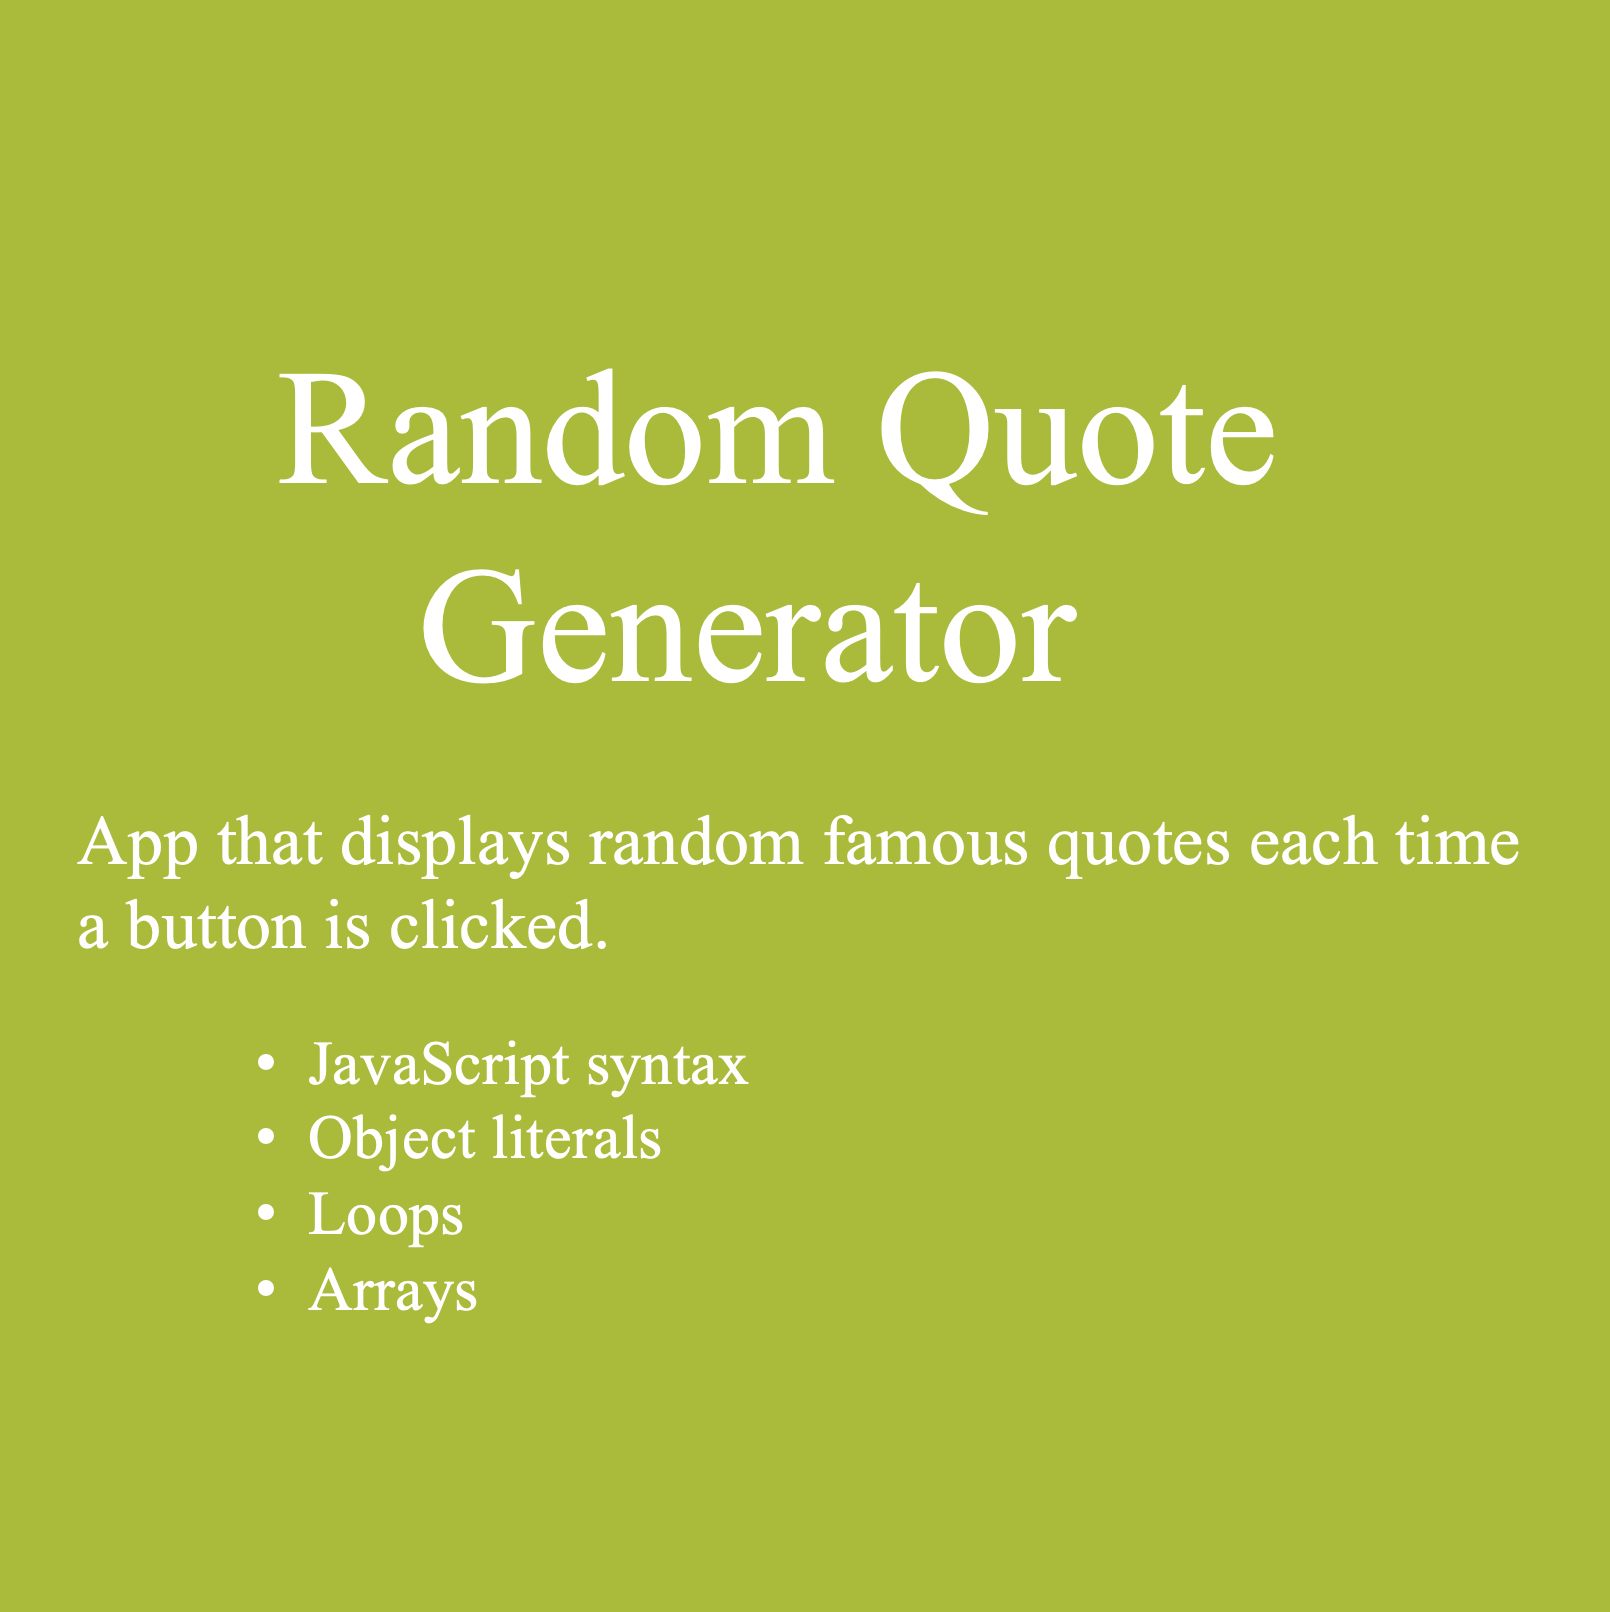 Random Quote
Generator
App that displays random famous quotes each time
a button is clicked.
• JavaScript syntax
• Object literals
• Loops
• Arrays